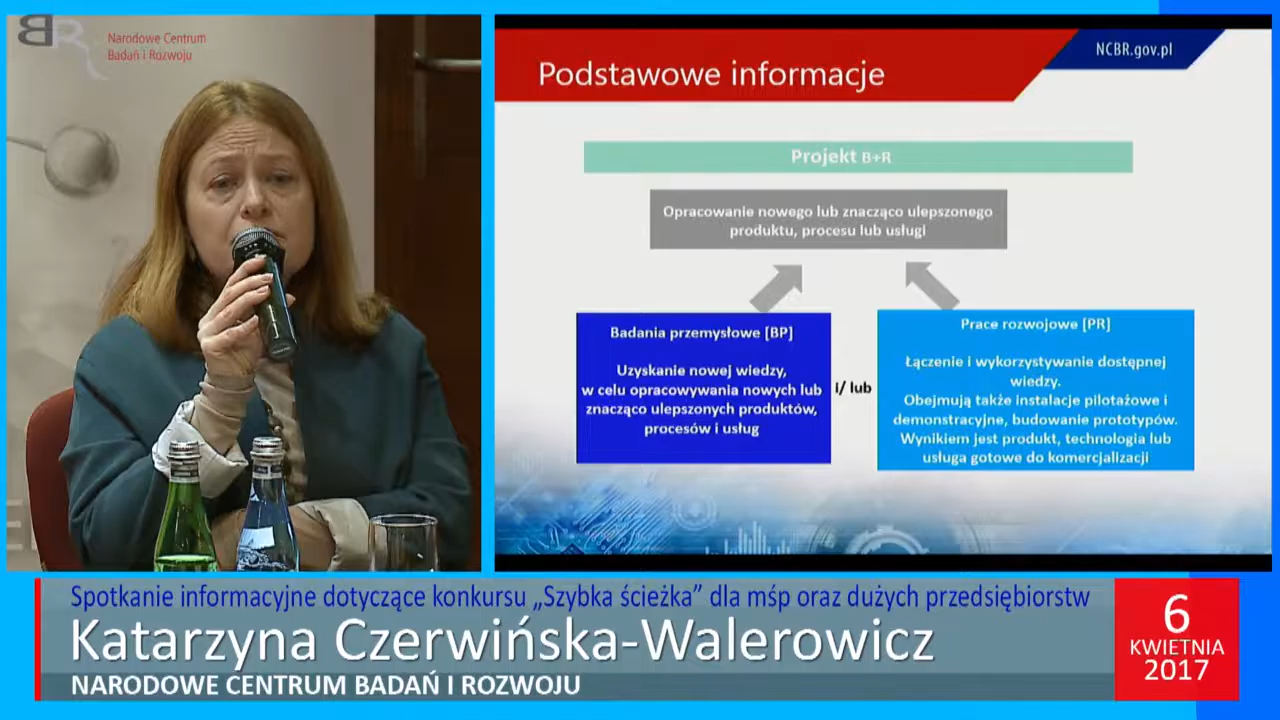 BR
Narodowe Centrum
Badań i Rozwoju
NCBR.gov.pl
Podstawowe informacje
Projekt B+R
Opracowanie nowego lub znacząco ulepszonego
produktu, procesu lub usługi
Badania przemysłowe [BP]
Uzyskanie nowej wiedzy,
w celu opracowywania nowych lub
znacząco ulepszonych produktów,
procesów i usług
i/ lub
Prace rozwojowe [PR]
Łączenie i wykorzystywanie dostępnej
wiedzy.
Obejmują także instalacje pilotażowe i
demonstracyjne, budowanie prototypów.
Wynikiem jest produkt, technologia lub
usługa gotowe do komercjalizacji
Spotkanie informacyjne dotyczące konkursu „Szybka ścieżka” dla mśp oraz dużych przedsiębiorstw
Katarzyna Czerwińska-Walerowicz
NARODOWE CENTRUM BADAŃ I ROZWOJU
6
KWIETNIA
2017